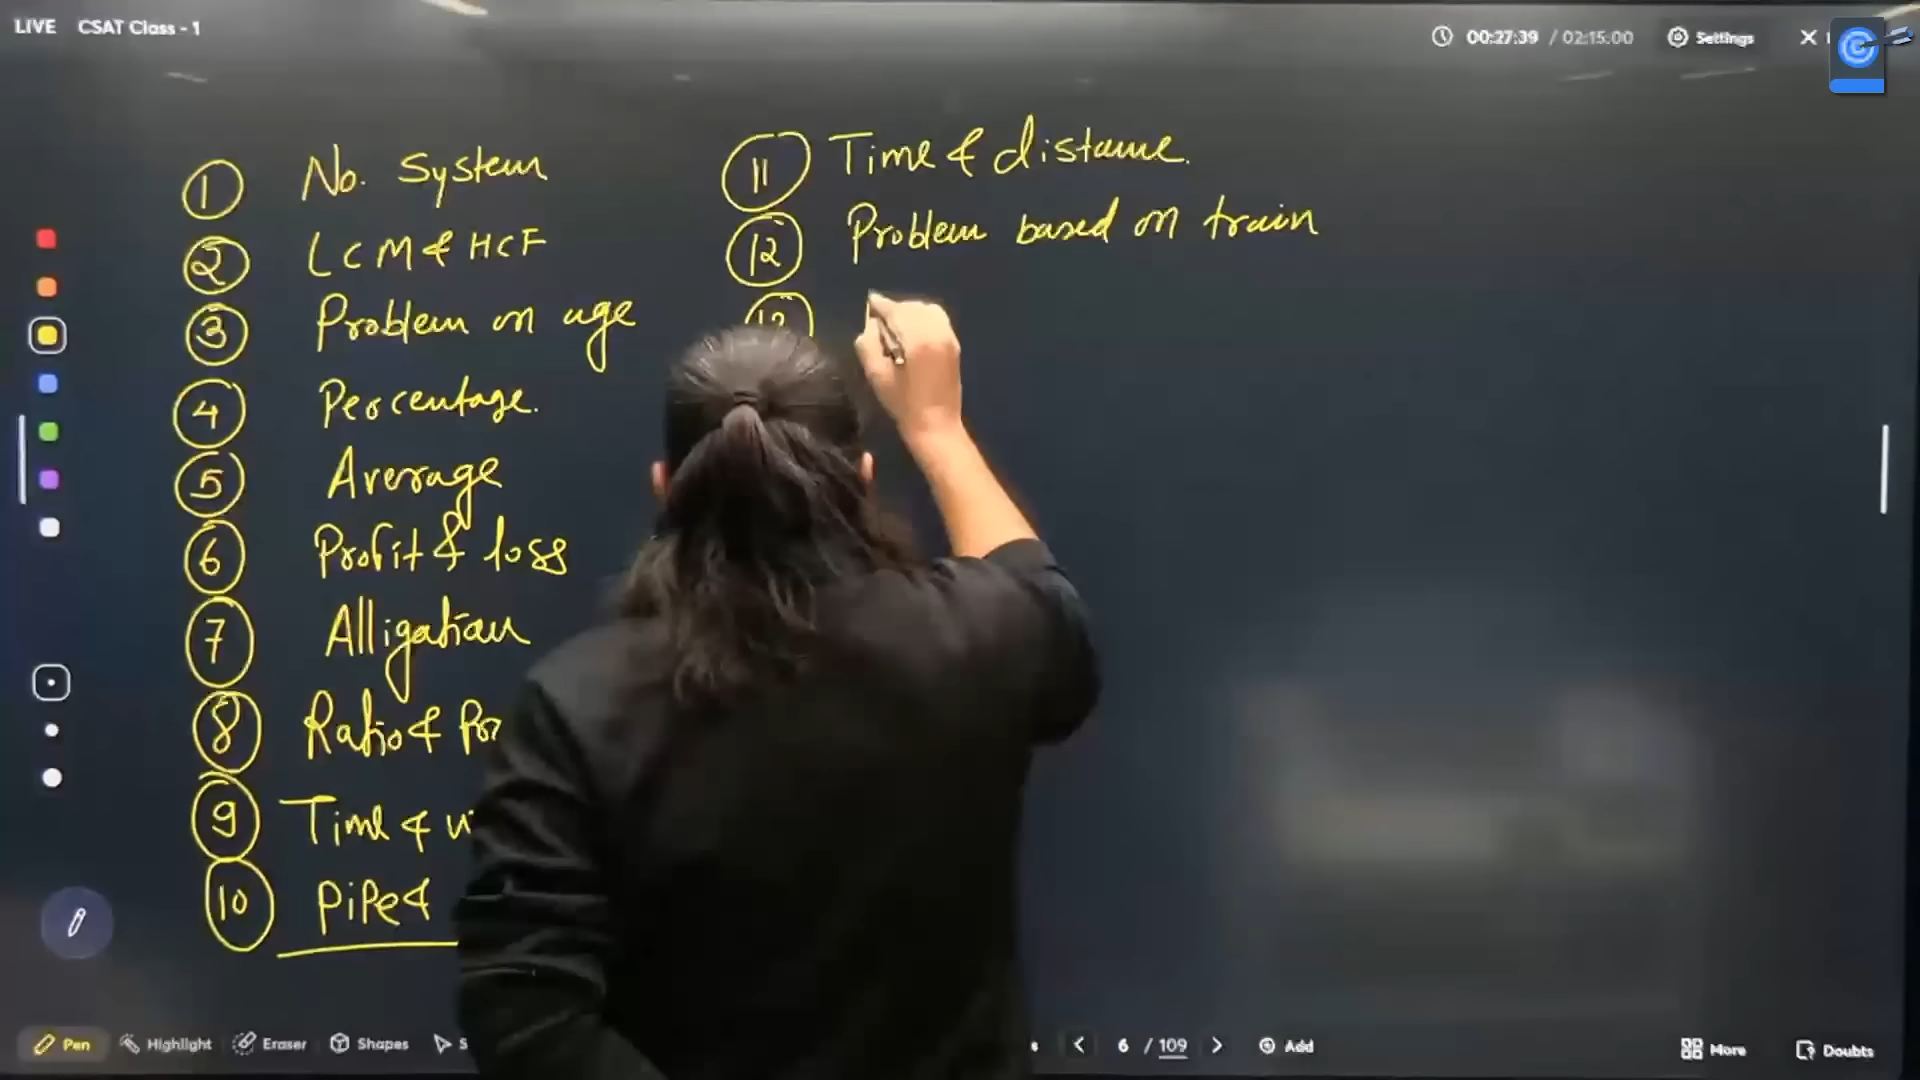 LIVE CSAT Class - 1
00:27:39 / 02:15:00 Settings
1 No. System
2 LCM & HCF
3 Problem on age
4 Percentage.
5 Average
6 Profit & loss
7 Alligation
8 Ratio &
9 Time &
10 Pipe &
11 Time & distance.
12 Problem based on train
13
Pen Highlight Eraser Shapes
6 / 109 Add
More Doubts